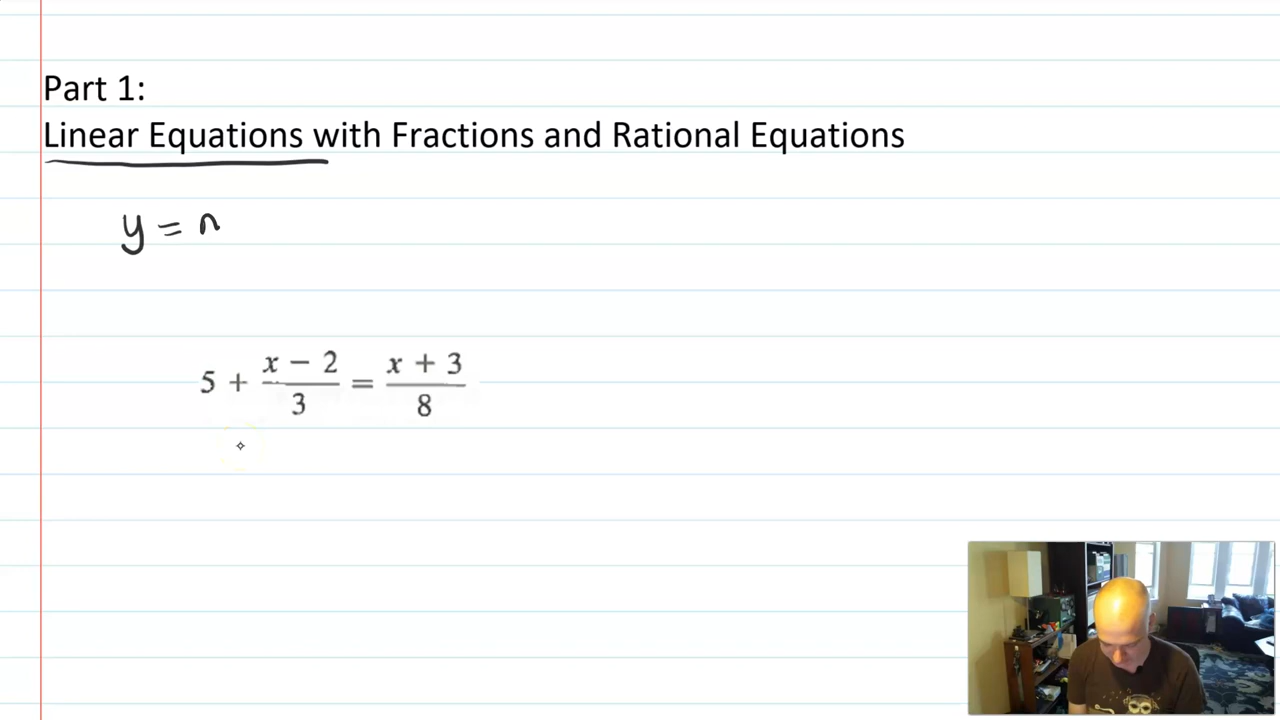 Part 1:
Linear Equations with Fractions and Rational Equations
y = n
5 + x − 2 / 3 = x + 3 / 8